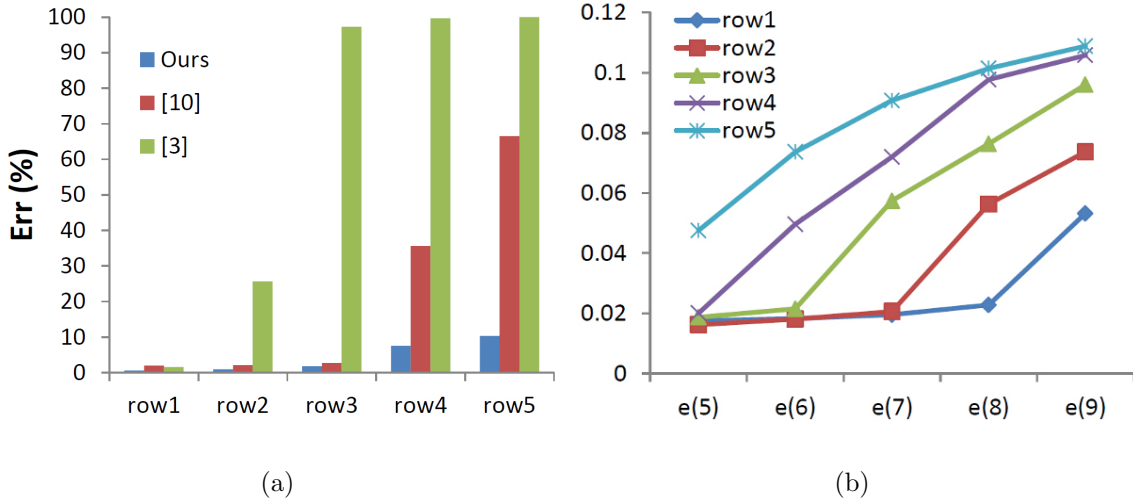 100
90
80
70
60
50
40
30
20
10
0
Err (%)
Ours
[10]
[3]
row1 row2 row3 row4 row5
(a)
0.12
0.1
0.08
0.06
0.04
0.02
0
row1
row2
row3
row4
row5
e(5) e(6) e(7) e(8) e(9)
(b)